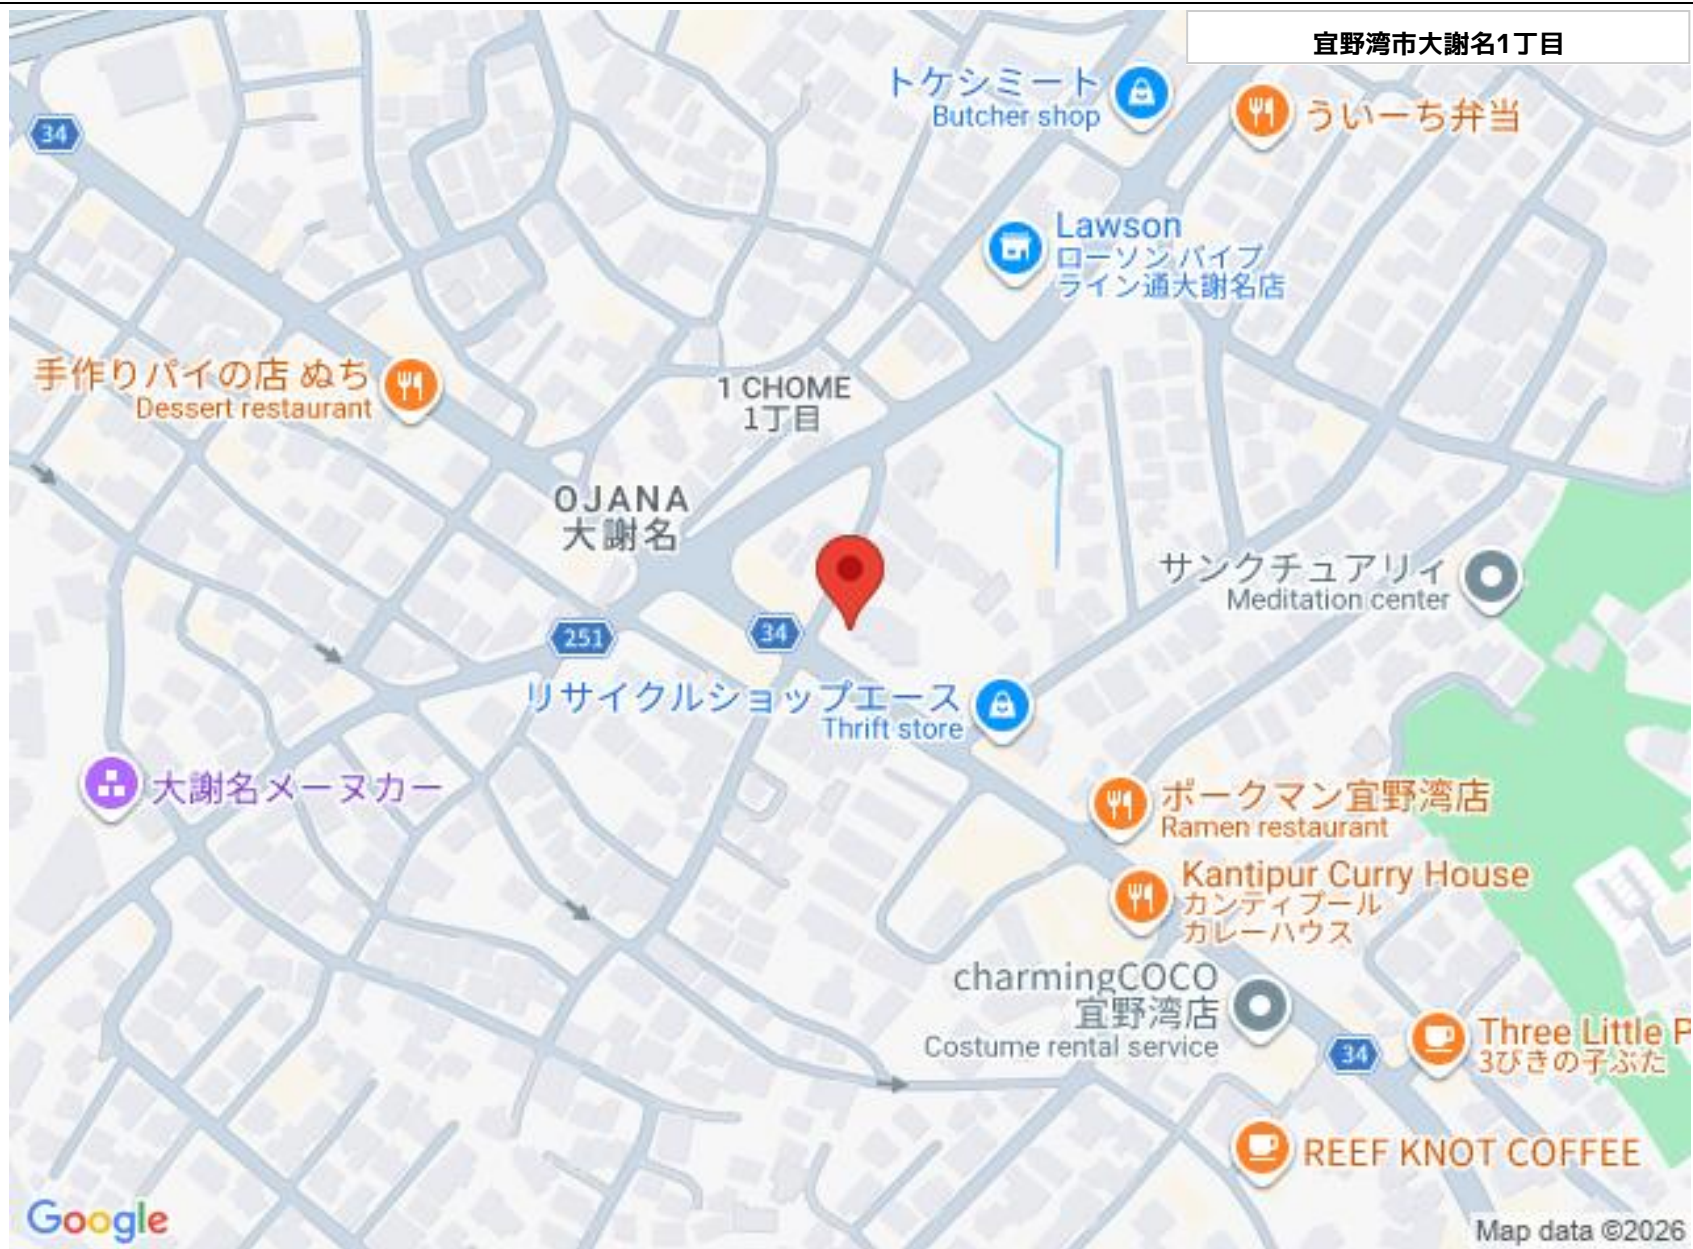 宜野湾市大謝名1丁目
トケシミート
Butcher shop
ういーち弁当
34
Lawson
ローソン パイプ
ライン通大謝名店
手作りパイの店 ぬち
Dessert restaurant
1 CHOME
1丁目
OJANA
大謝名
サンクチュアリィ
Meditation center
251
34
リサイクルショップエース
Thrift store
大謝名メーヌカー
ポークマン宜野湾店
Ramen restaurant
Kantipur Curry House
カンティプール
カレーハウス
charmingCOCO
宜野湾店
Costume rental service
34
Three Little P
3びきの子ぶた
REEF KNOT COFFEE
Google
Map data ©2026